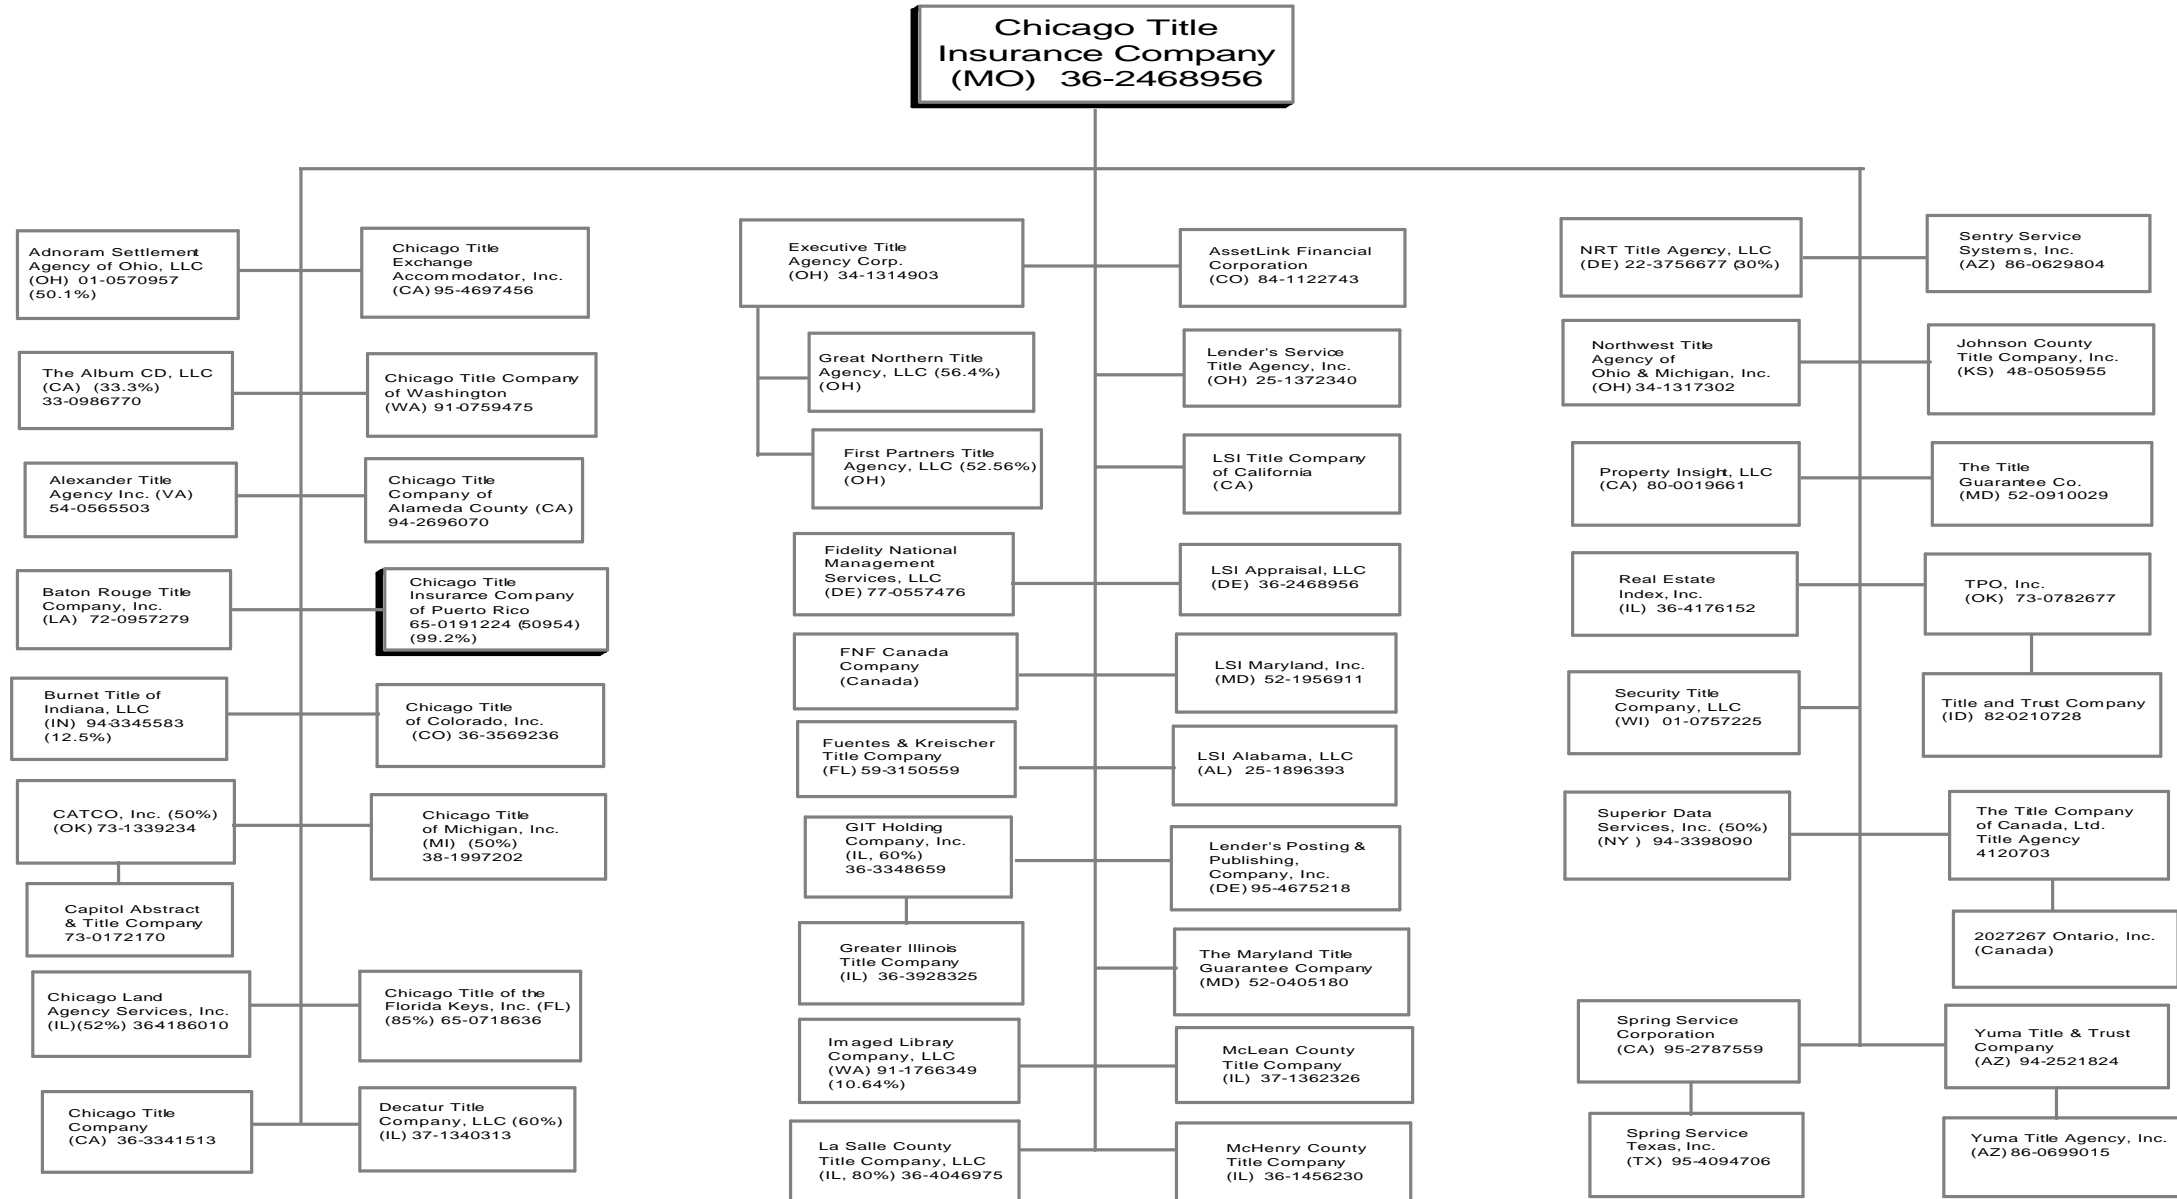 Chicago Title
Insurance Company
(MO) 36-2468956
Adnoram Settlement
Agency of Ohio, LLC
(OH) 01-0570957
(50.1%)
Chicago Title
Exchange
Accommodator, Inc.
(CA) 95-4697456
The Album CD, LLC
(CA) (33.3%)
33-0986770
Chicago Title Company
of Washington
(WA) 91-0759475
Alexander Title
Agency Inc. (VA)
54-0565503
Chicago Title
Company of
Alameda County (CA)
94-2696070
Baton Rouge Title
Company, Inc.
(LA) 72-0957279
Chicago Title
Insurance Company
of Puerto Rico
65-0191224 (50954)
(99.2%)
Burnet Title of
Indiana, LLC
(IN) 94-3345583
(12.5%)
Chicago Title
of Colorado, Inc.
(CO) 36-3569236
CATCO, Inc. (50%)
(OK) 73-1339234
Chicago Title
of Michigan, Inc.
(MI) (50%)
38-1997202
Capitol Abstract
& Title Company
73-0172170
Chicago Land
Agency Services, Inc.
(IL)(52%) 364186010
Chicago Title of the
Florida Keys, Inc. (FL)
(85%) 65-0718636
Chicago Title
Company
(CA) 36-3341513
Decatur Title
Company, LLC (60%)
(IL) 37-1340313
Executive Title
Agency Corp.
(OH) 34-1314903
AssetLink Financial
Corporation
(CO) 84-1122743
Great Northern Title
Agency, LLC (56.4%)
(OH)
Lender's Service
Title Agency, Inc.
(OH) 25-1372340
First Partners Title
Agency, LLC (52.56%)
(OH)
LSI Title Company
of California
(CA)
Fidelity National
Management
Services, LLC
(DE) 77-0557476
LSI Appraisal, LLC
(DE) 36-2468956
FNF Canada
Company
(Canada)
LSI Maryland, Inc.
(MD) 52-1956911
Fuentes & Kreischer
Title Company
(FL) 59-3150559
LSI Alabama, LLC
(AL) 25-1896393
GIT Holding
Company, Inc.
(IL, 60%)
36-3348659
Lender's Posting &
Publishing,
Company, Inc.
(DE) 95-4675218
Greater Illinois
Title Company
(IL) 36-3928325
The Maryland Title
Guarantee Company
(MD) 52-0405180
Imaged Library
Company, LLC
(WA) 91-1766349
(10.64%)
McLean County
Title Company
(IL) 37-1362326
La Salle County
Title Company, LLC
(IL, 80%) 36-4046975
McHenry County
Title Company
(IL) 36-1456230
NRT Title Agency, LLC
(DE) 22-3756677 (30%)
Sentry Service
Systems, Inc.
(AZ) 86-0629804
Northwest Title
Agency of
Ohio & Michigan, Inc.
(OH) 34-1317302
Johnson County
Title Company, Inc.
(KS) 48-0505955
Property Insight, LLC
(CA) 80-0019661
The Title
Guarantee Co.
(MD) 52-0910029
Real Estate
Index, Inc.
(IL) 36-4176152
TPO, Inc.
(OK) 73-0782677
Security Title
Company, LLC
(WI) 01-0757225
Title and Trust Company
(ID) 820210728
Superior Data
Services, Inc. (50%)
(NY ) 94-3398090
The Title Company
of Canada, Ltd.
Title Agency
4120703
2027267 Ontario, Inc.
(Canada)
Spring Service
Corporation
(CA) 95-2787559
Yuma Title & Trust
Company
(AZ) 94-2521824
Spring Service
Texas, Inc.
(TX) 95-4094706
Yuma Title Agency, Inc.
(AZ) 86-0699015